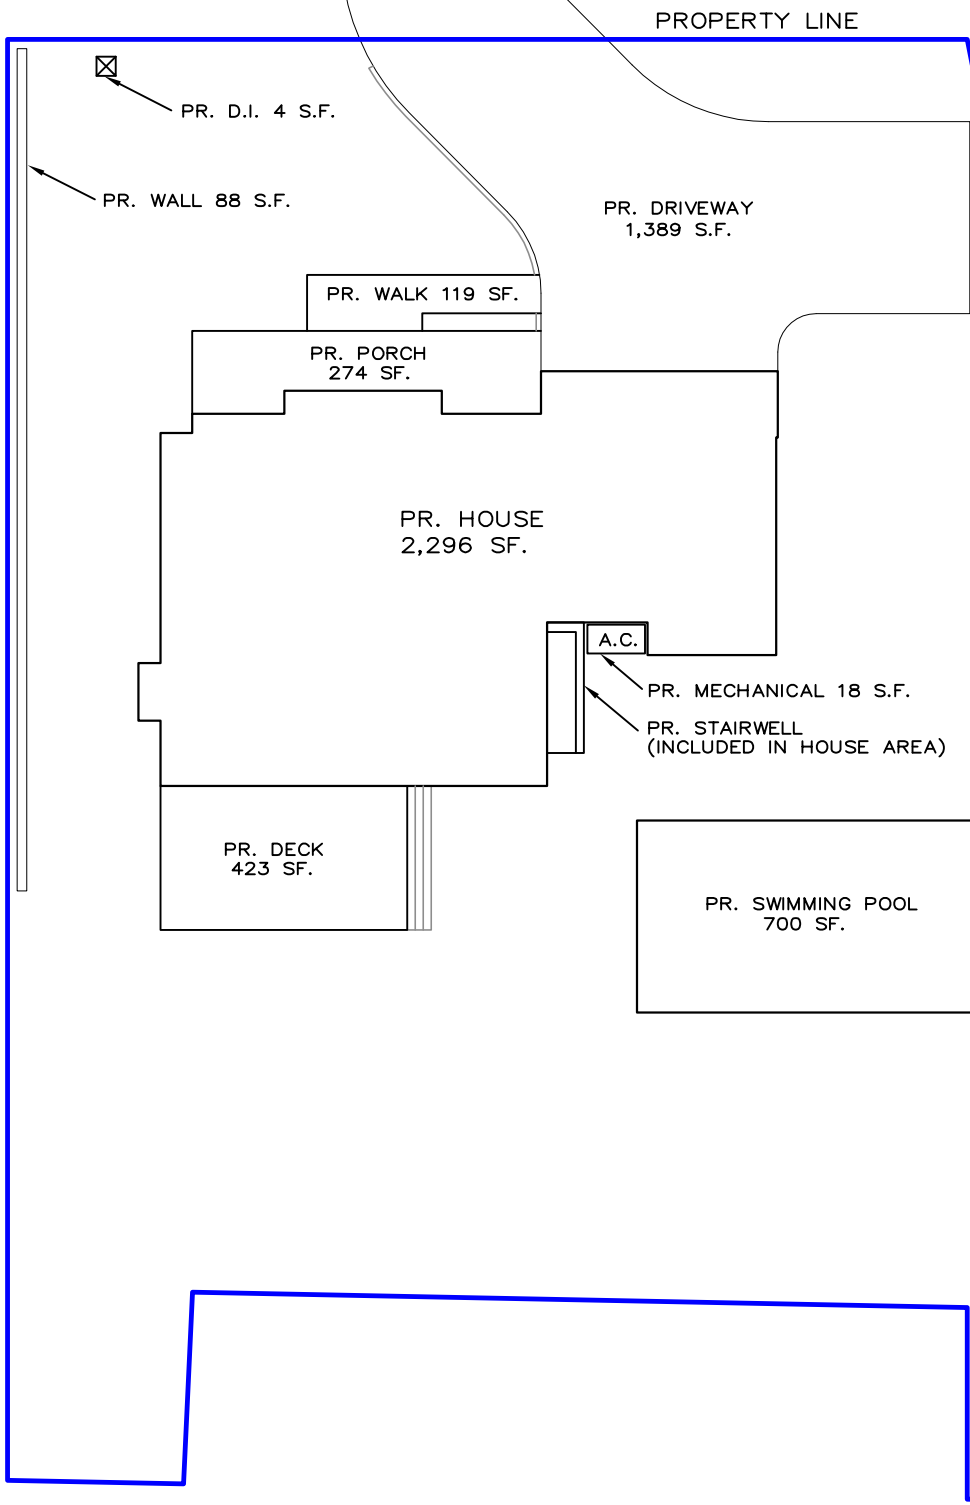 PROPERTY LINE
PR. D.I. 4 S.F.
PR. WALL 88 S.F.
PR. DRIVEWAY
1,389 S.F.
PR. WALK 119 SF.
PR. PORCH
274 SF.
PR. HOUSE
2,296 SF.
A.C.
PR. MECHANICAL 18 S.F.
PR. STAIRWELL
(INCLUDED IN HOUSE AREA)
PR. DECK
423 SF.
PR. SWIMMING POOL
700 SF.